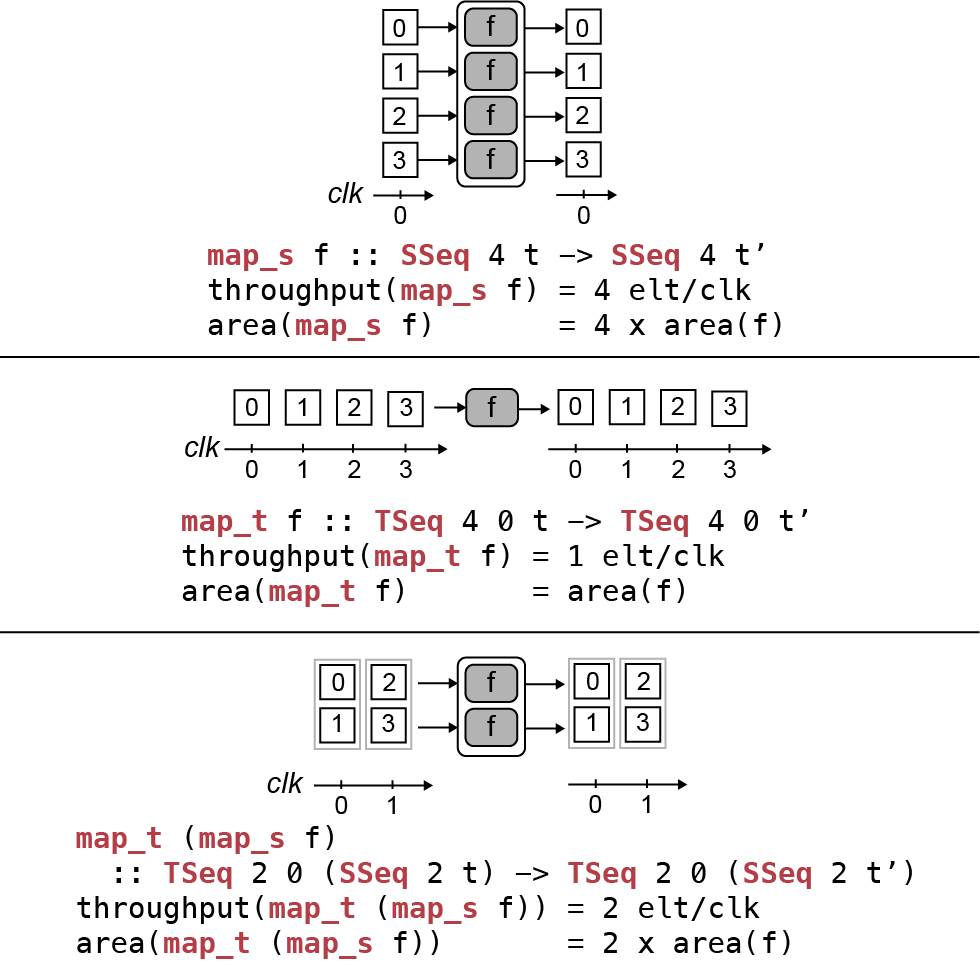 0 f 0
1 f 1
2 f 2
3 f 3
clk
0 0
map_s f :: SSeq 4 t –> SSeq 4 t’
throughput(map_s f) = 4 elt/clk
area(map_s f) = 4 x area(f)
0 1 2 3 f 0 1 2 3
clk
0 1 2 3 0 1 2 3
map_t f :: TSeq 4 0 t –> TSeq 4 0 t’
throughput(map_t f) = 1 elt/clk
area(map_t f) = area(f)
0 2 f 0 2
1 3 f 1 3
clk
0 1 0 1
map_t (map_s f)
:: TSeq 2 0 (SSeq 2 t) –> TSeq 2 0 (SSeq 2 t’)
throughput(map_t (map_s f)) = 2 elt/clk
area(map_t (map_s f)) = 2 x area(f)